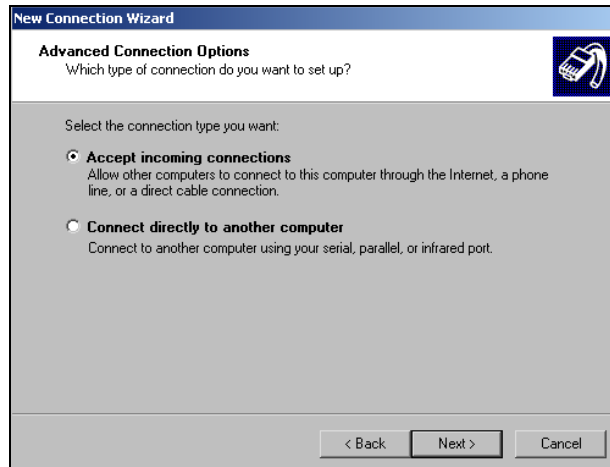 New Connection Wizard
Advanced Connection Options
Which type of connection do you want to set up?
Select the connection type you want:
Accept incoming connections
Allow other computers to connect to this computer through the Internet, a phone
line, or a direct cable connection.
Connect directly to another computer
Connect to another computer using your serial, parallel, or infrared port.
< Back
Next >
Cancel